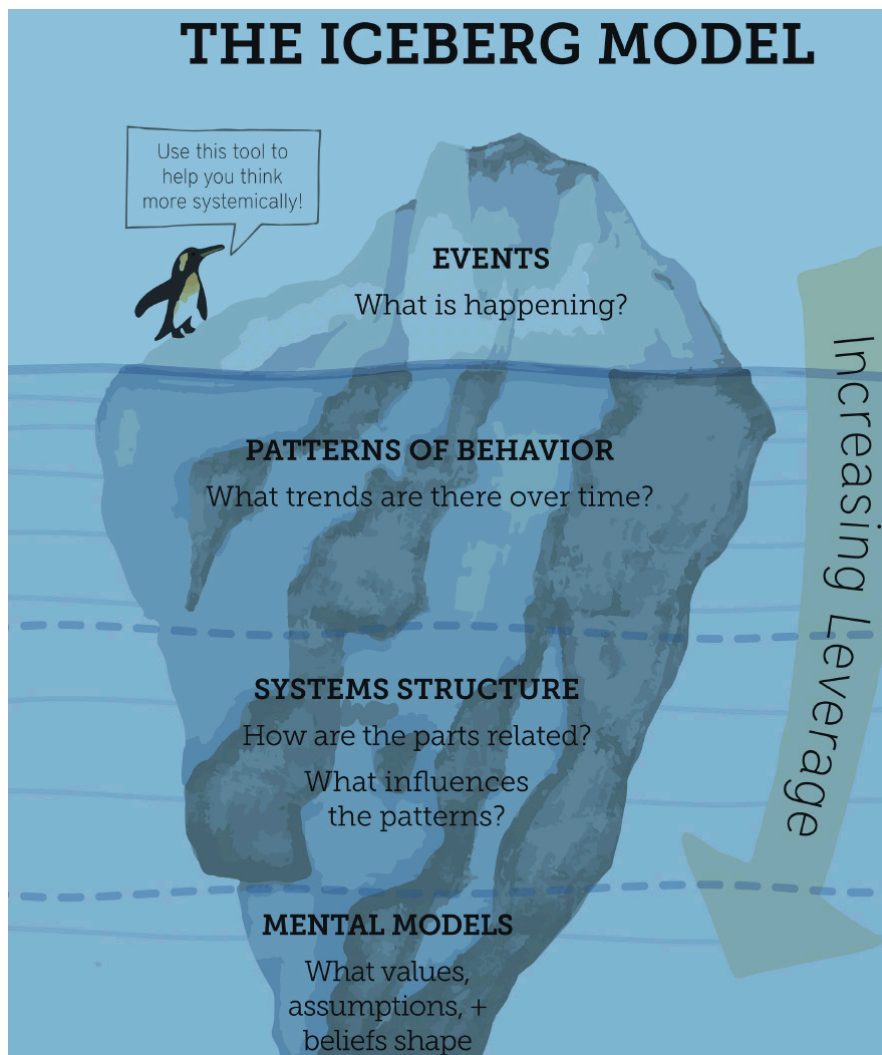 THE ICEBERG MODEL
Use this tool to
help you think
more systemically!
EVENTS
What is happening?
PATTERNS OF BEHAVIOR
What trends are there over time?
Increasing Leverage
SYSTEMS STRUCTURE
How are the parts related?
What influences
the patterns?
MENTAL MODELS
What values,
assumptions, +
beliefs shape